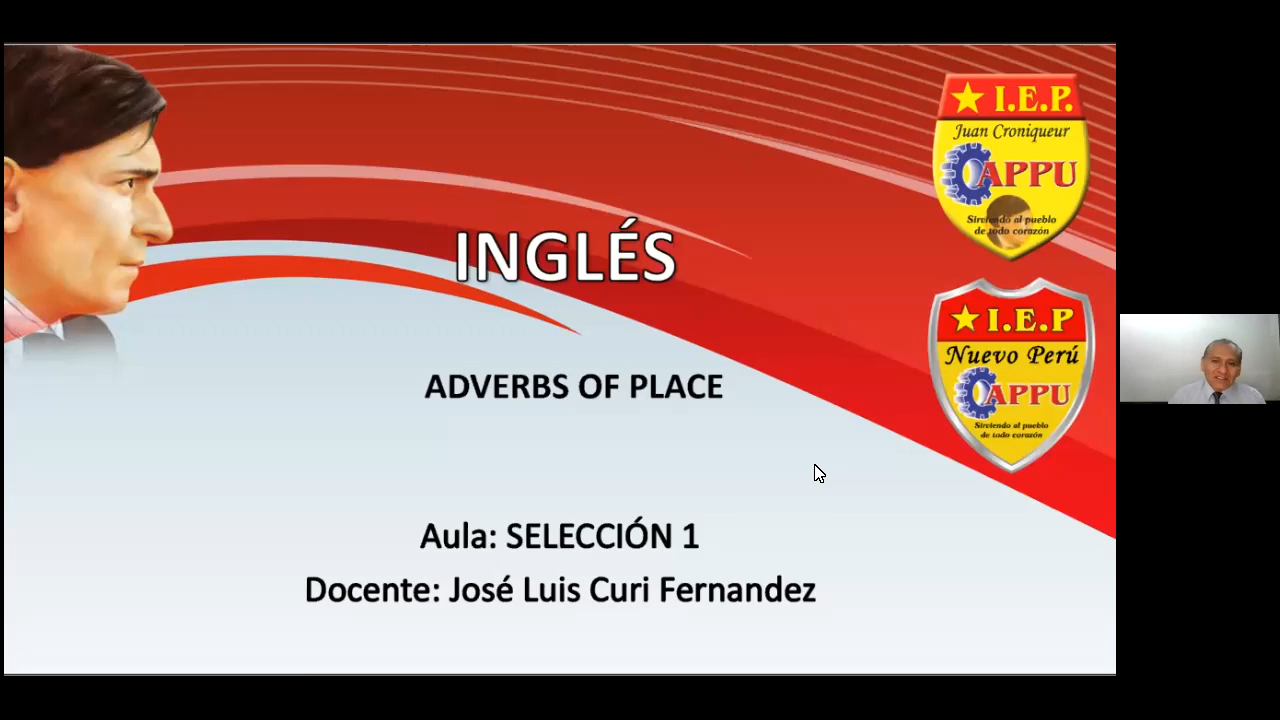 INGLÉS
ADVERBS OF PLACE
Aula: SELECCIÓN 1
Docente: José Luis Curi Fernandez
I.E.P.
Juan Croniqueur
CAPPU
Sirviendo al pueblo
de todo corazón
I.E.P
Nuevo Perú
CAPPU
Sirviendo al pueblo
de todo corazón